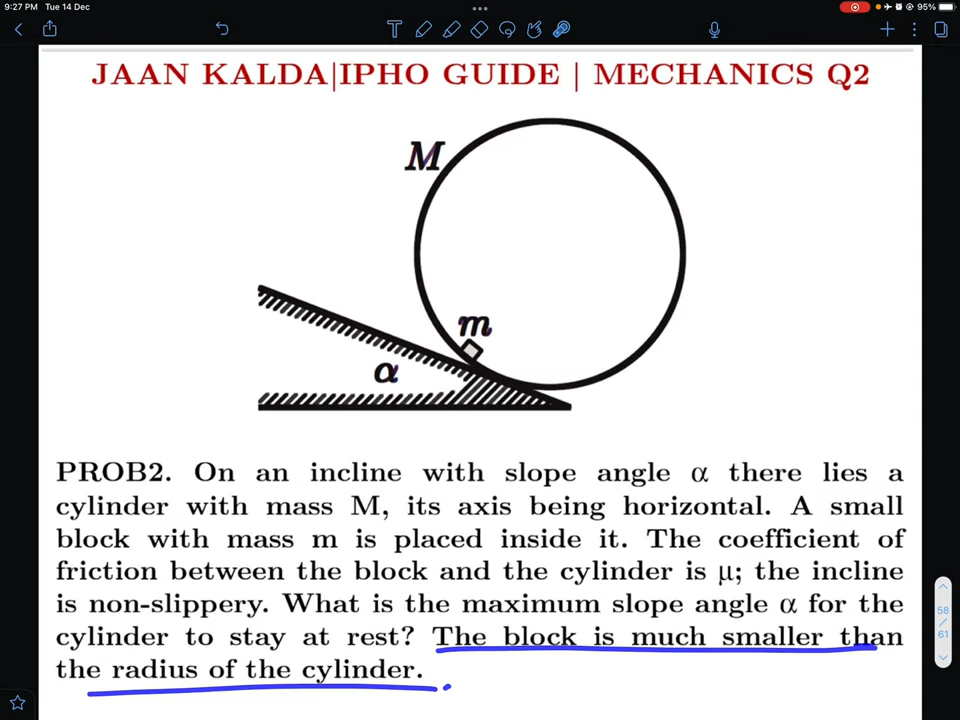 9:27 PM Tue 14 Dec
95%
JAAN KALDA|IPHO GUIDE | MECHANICS Q2
M
m
α
PROB2. On an incline with slope angle α there lies a
cylinder with mass M, its axis being horizontal. A small
block with mass m is placed inside it. The coefficient of
friction between the block and the cylinder is µ; the incline
is non-slippery. What is the maximum slope angle α for the
cylinder to stay at rest? The block is much smaller than
the radius of the cylinder.
58
/
61